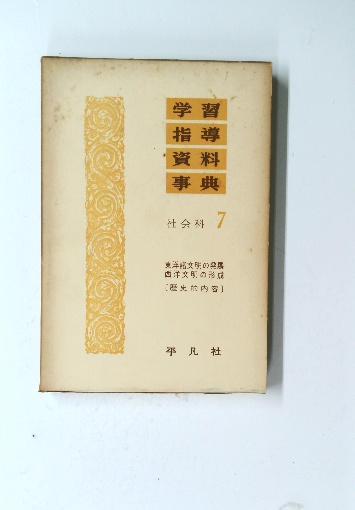 学習
指導
資料
事典
社会科 7
東洋諸文明の発展
西洋文明の形成
〔歴史的内容〕
平凡社